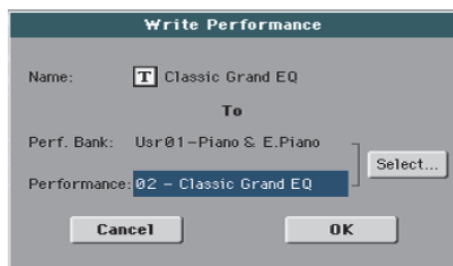 Write Performance
Name: T Classic Grand EQ
To
Perf. Bank: Usr01-Piano & E.Piano
Select...
Performance: 02 - Classic Grand EQ
Cancel OK